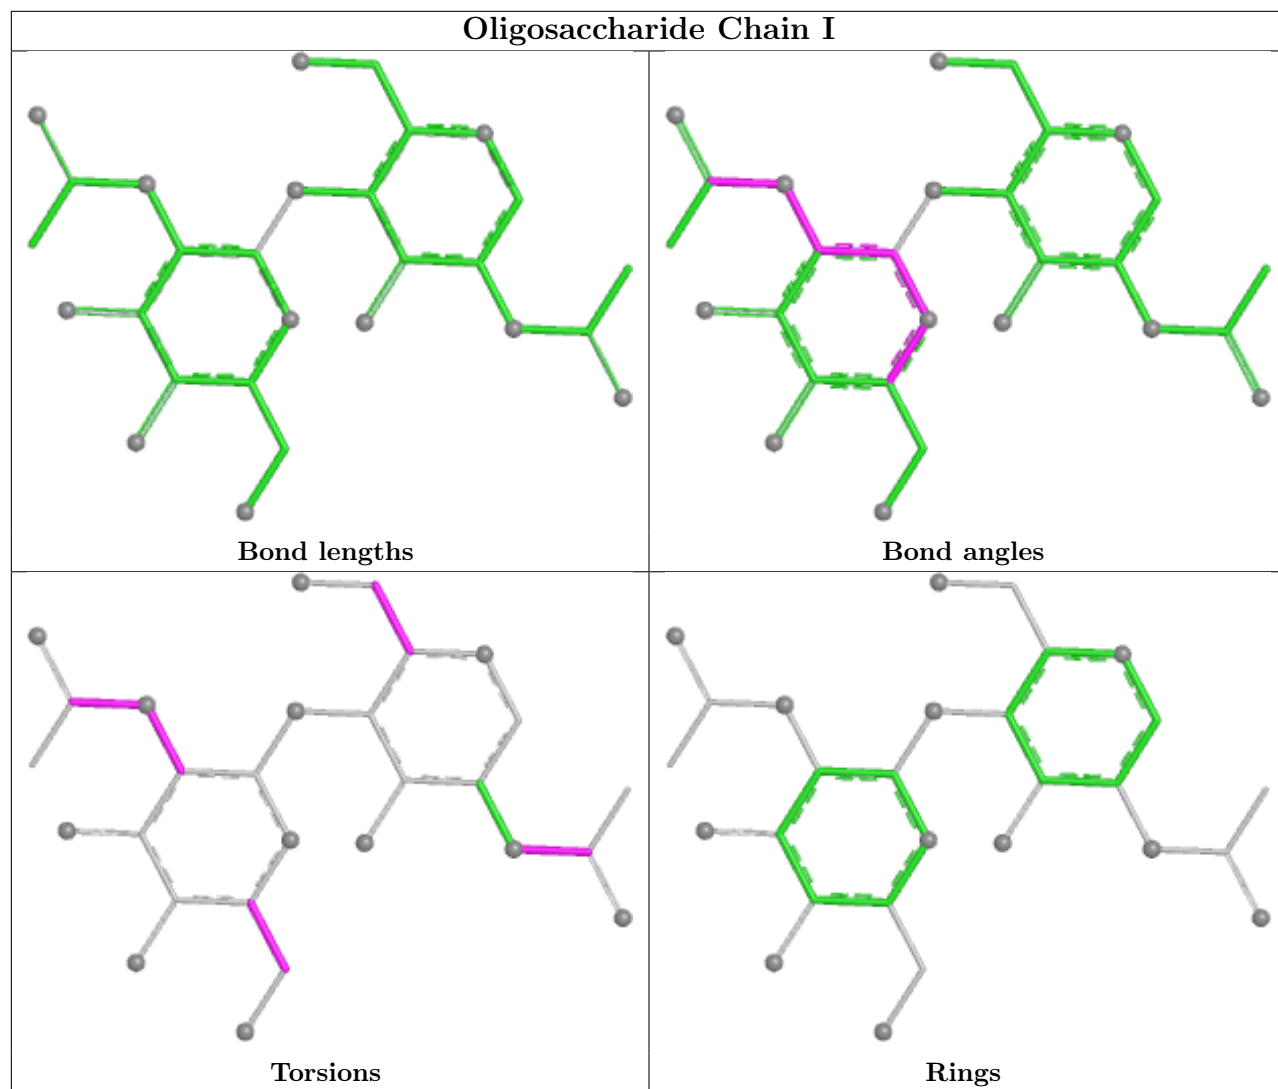 Oligosaccharide Chain I
Bond lengths
Bond angles
Torsions
Rings